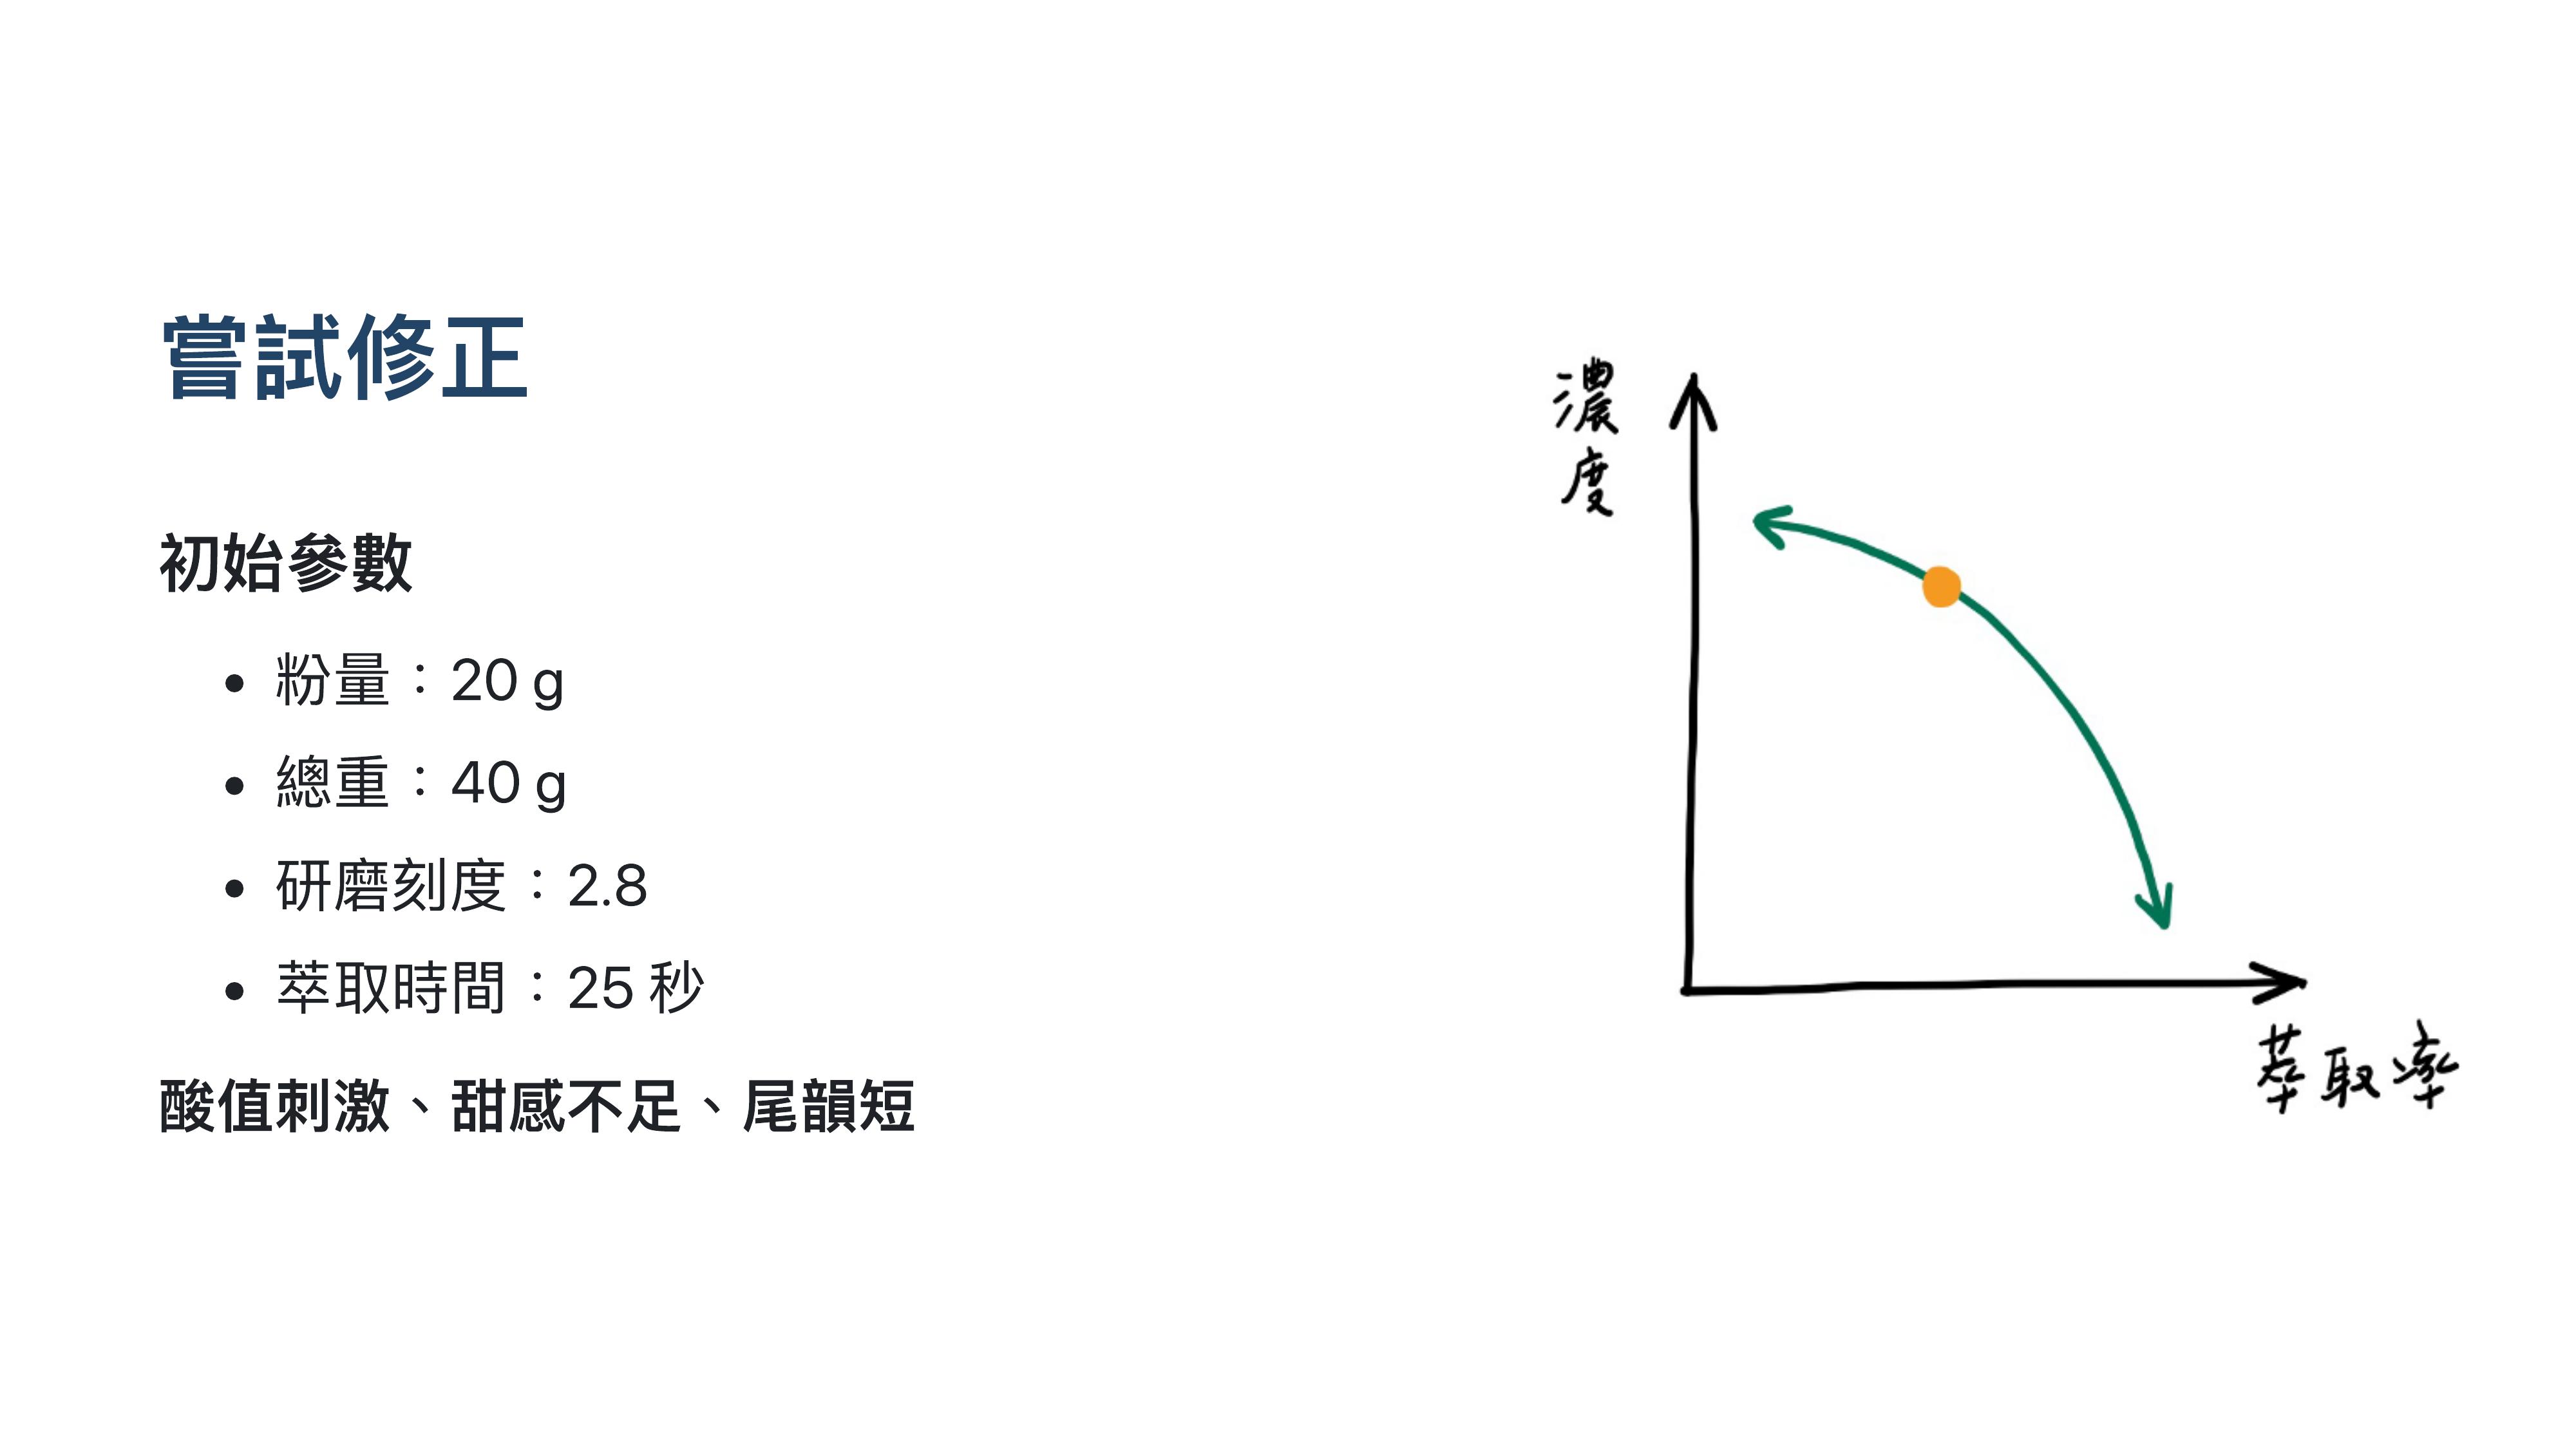 嘗試修正
初始參數
• 粉量：20 g
• 總重：40 g
• 研磨刻度：2.8
• 萃取時間：25 秒
酸值刺激、甜感不足、尾韻短
濃度
萃取率